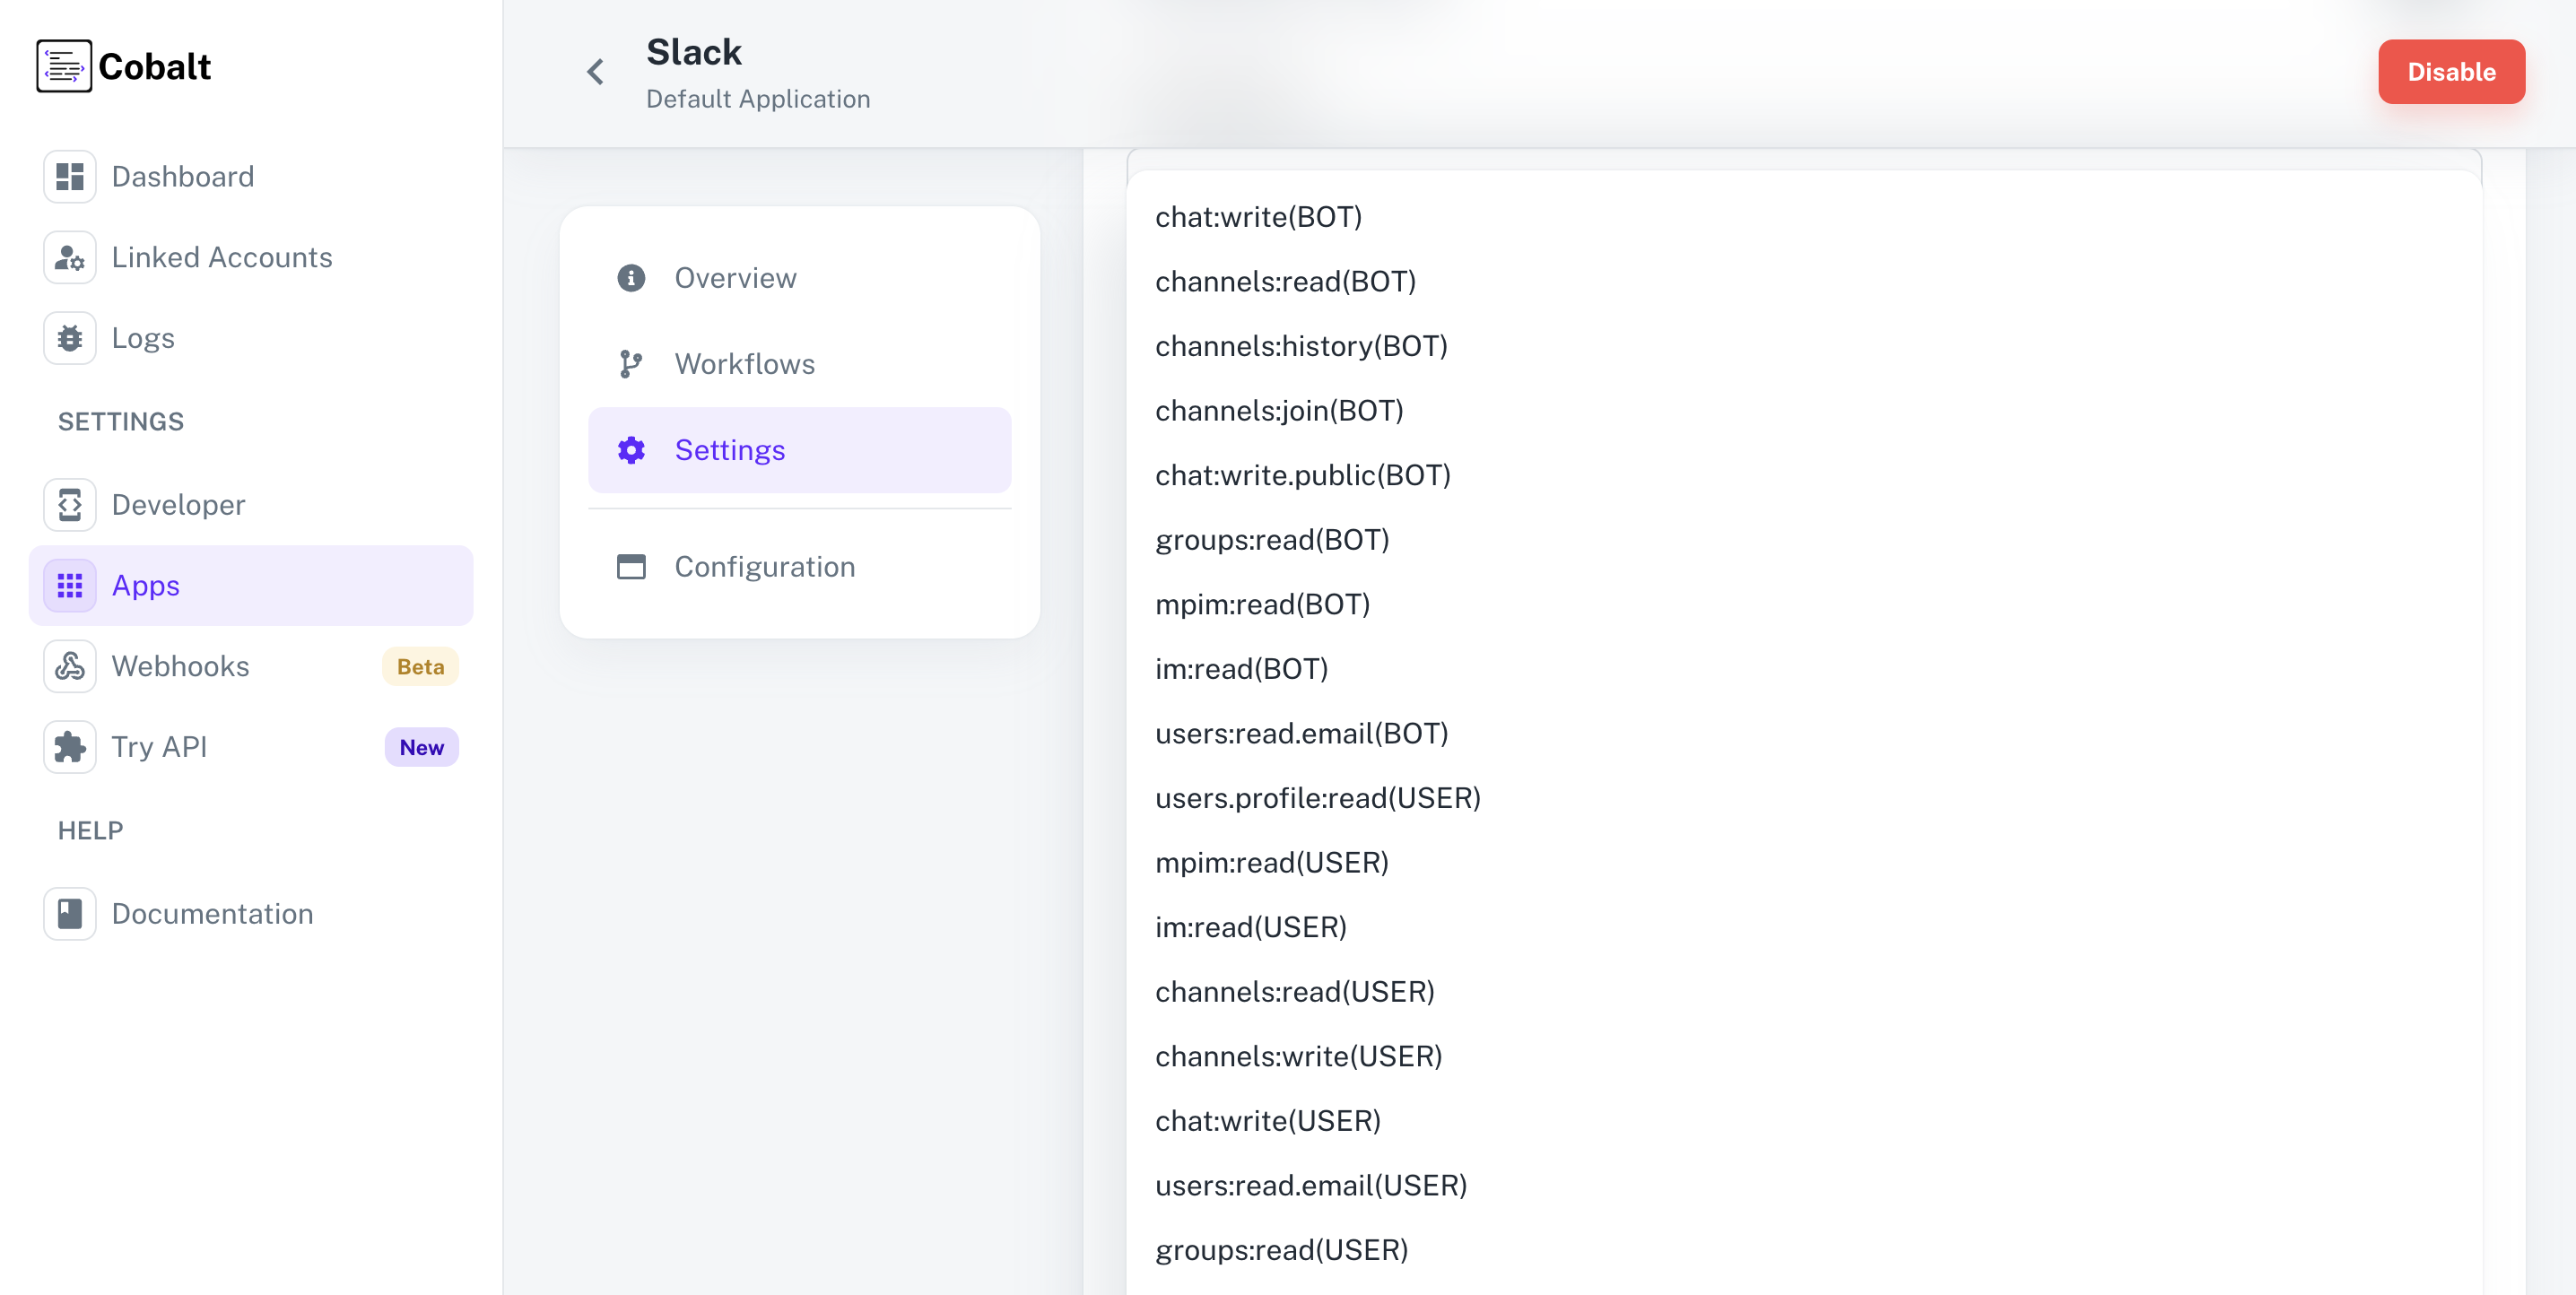 Cobalt
Dashboard
Linked Accounts
Logs
SETTINGS
Developer
Apps
Webhooks Beta
Try API New
HELP
Documentation
Slack
Default Application
Disable
Overview
Workflows
Settings
Configuration
chat:write(BOT)
channels:read(BOT)
channels:history(BOT)
channels:join(BOT)
chat:write.public(BOT)
groups:read(BOT)
mpim:read(BOT)
im:read(BOT)
users:read.email(BOT)
users.profile:read(USER)
mpim:read(USER)
im:read(USER)
channels:read(USER)
channels:write(USER)
chat:write(USER)
users:read.email(USER)
groups:read(USER)